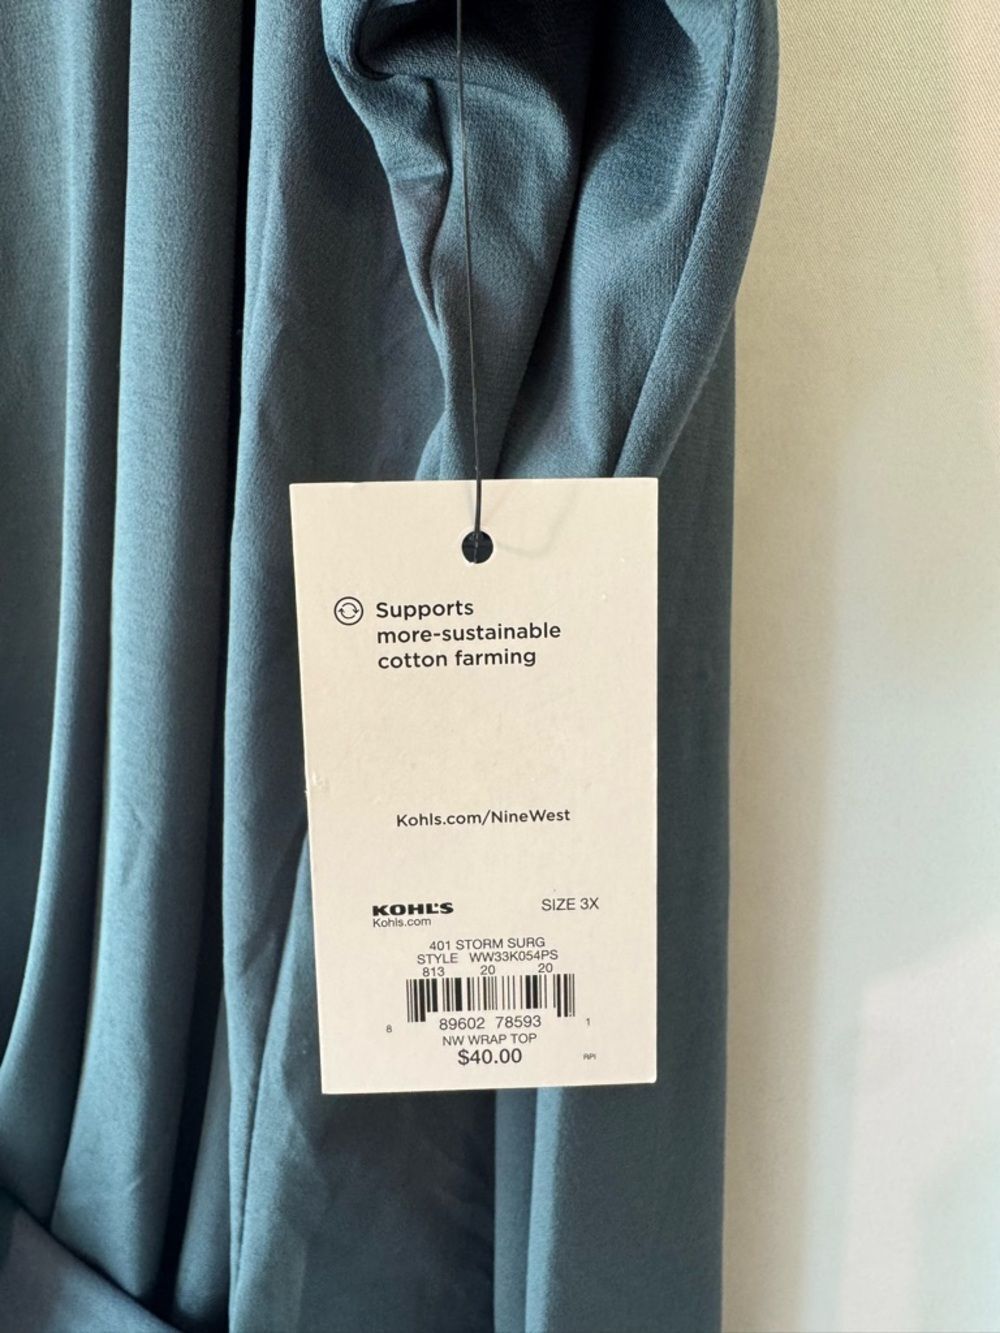 Supports
more-sustainable
cotton farming
Kohls.com/NineWest
KOHL'S SIZE 3X
Kohls.com
401 STORM SURG
STYLE WW33K054PS
813 20 20
8 89602 78593 1
NW WRAP TOP
$40.00 RPI